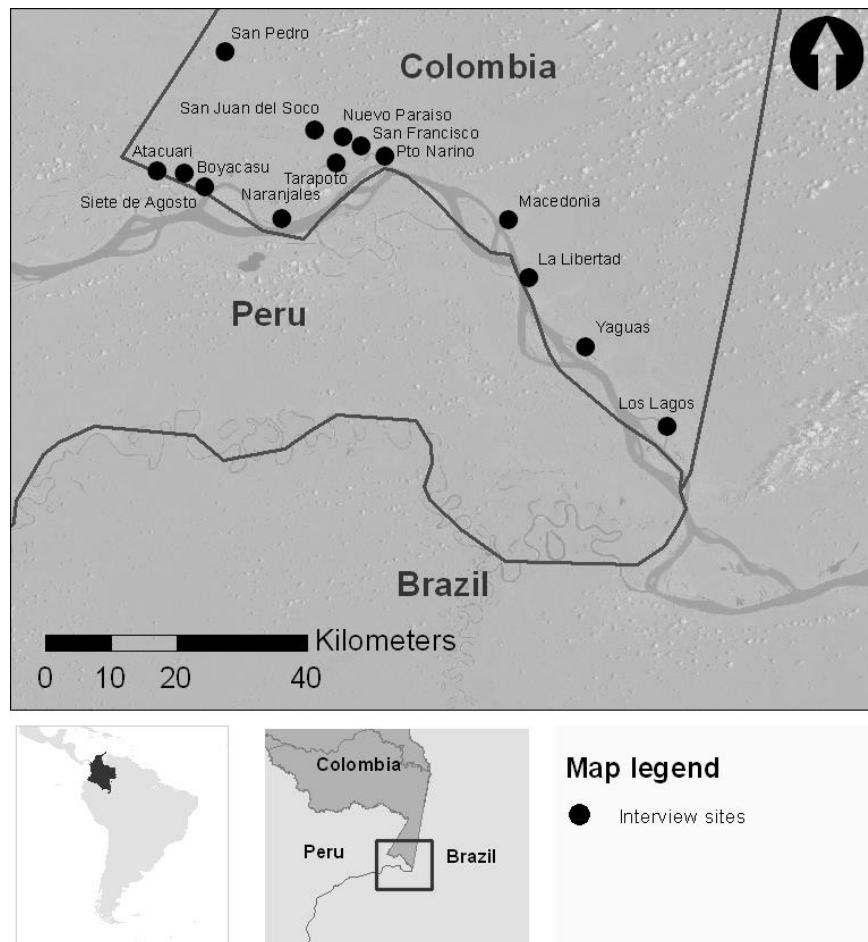 San Pedro
Colombia
San Juan del Soco
Nuevo Paraiso
San Francisco
Pto Narino
Atacuari
Boyacasu
Tarapoto
Siete de Agosto
Naranjales
Macedonia
La Libertad
Peru
Yaguas
Los Lagos
Brazil
Kilometers
0 10 20 40
Colombia
Peru
Brazil
Map legend
Interview sites